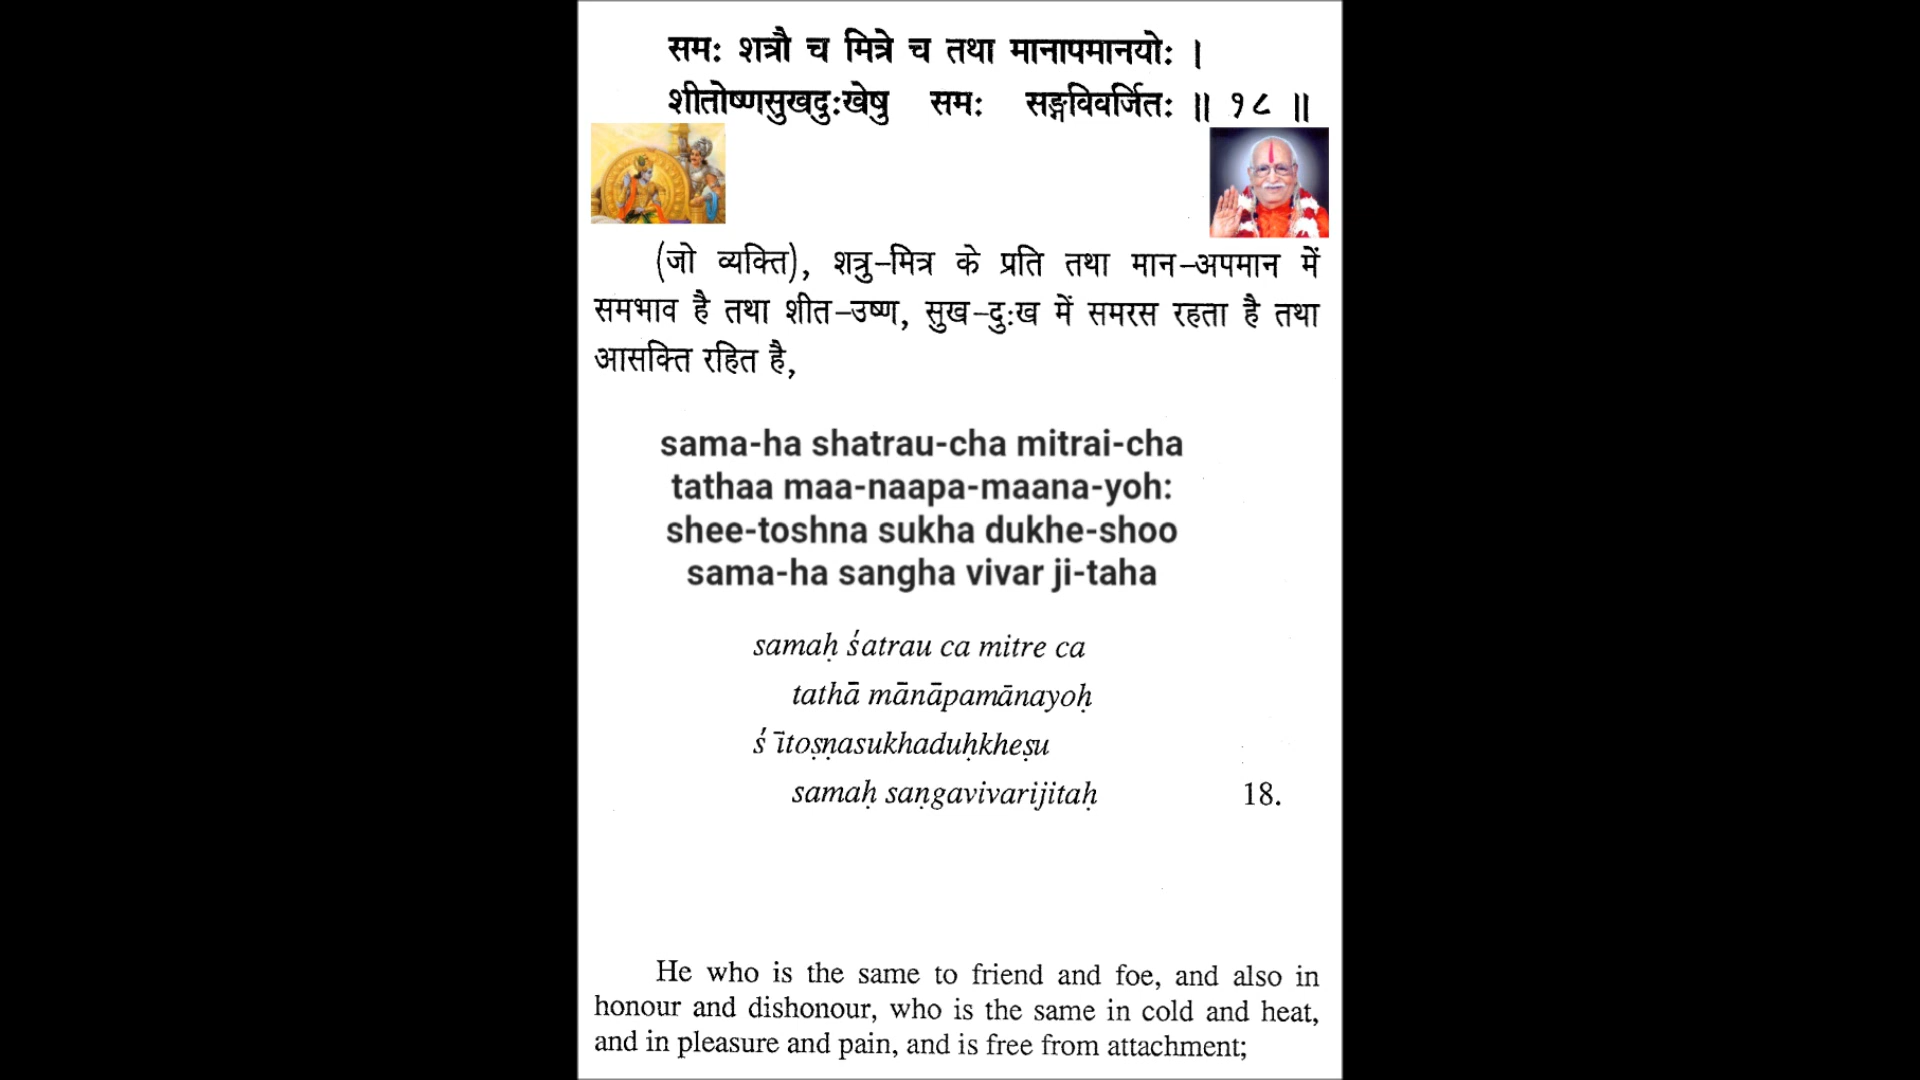 समः शत्रौ च मित्रे च तथा मानापमानयोः ।
शीतोष्णसुखदुःखेषु समः सङ्गविवर्जितः ॥ १८ ॥
(जो व्यक्ति), शत्रु-मित्र के प्रति तथा मान-अपमान में
समभाव है तथा शीत-उष्ण, सुख-दुःख में समरस रहता है तथा
आसक्ति रहित है,
sama-ha shatrau-cha mitrai-cha
tathaa maa-naapa-maana-yoh:
shee-toshna sukha dukhe-shoo
sama-ha sangha vivar ji-taha
samaḥ śatrau ca mitre ca
tathā mānāpamānayoḥ
ś ītoṣṇasukhaduḥkheṣu
samaḥ saṇgavivarijitaḥ 18.
He who is the same to friend and foe, and also in
honour and dishonour, who is the same in cold and heat,
and in pleasure and pain, and is free from attachment;